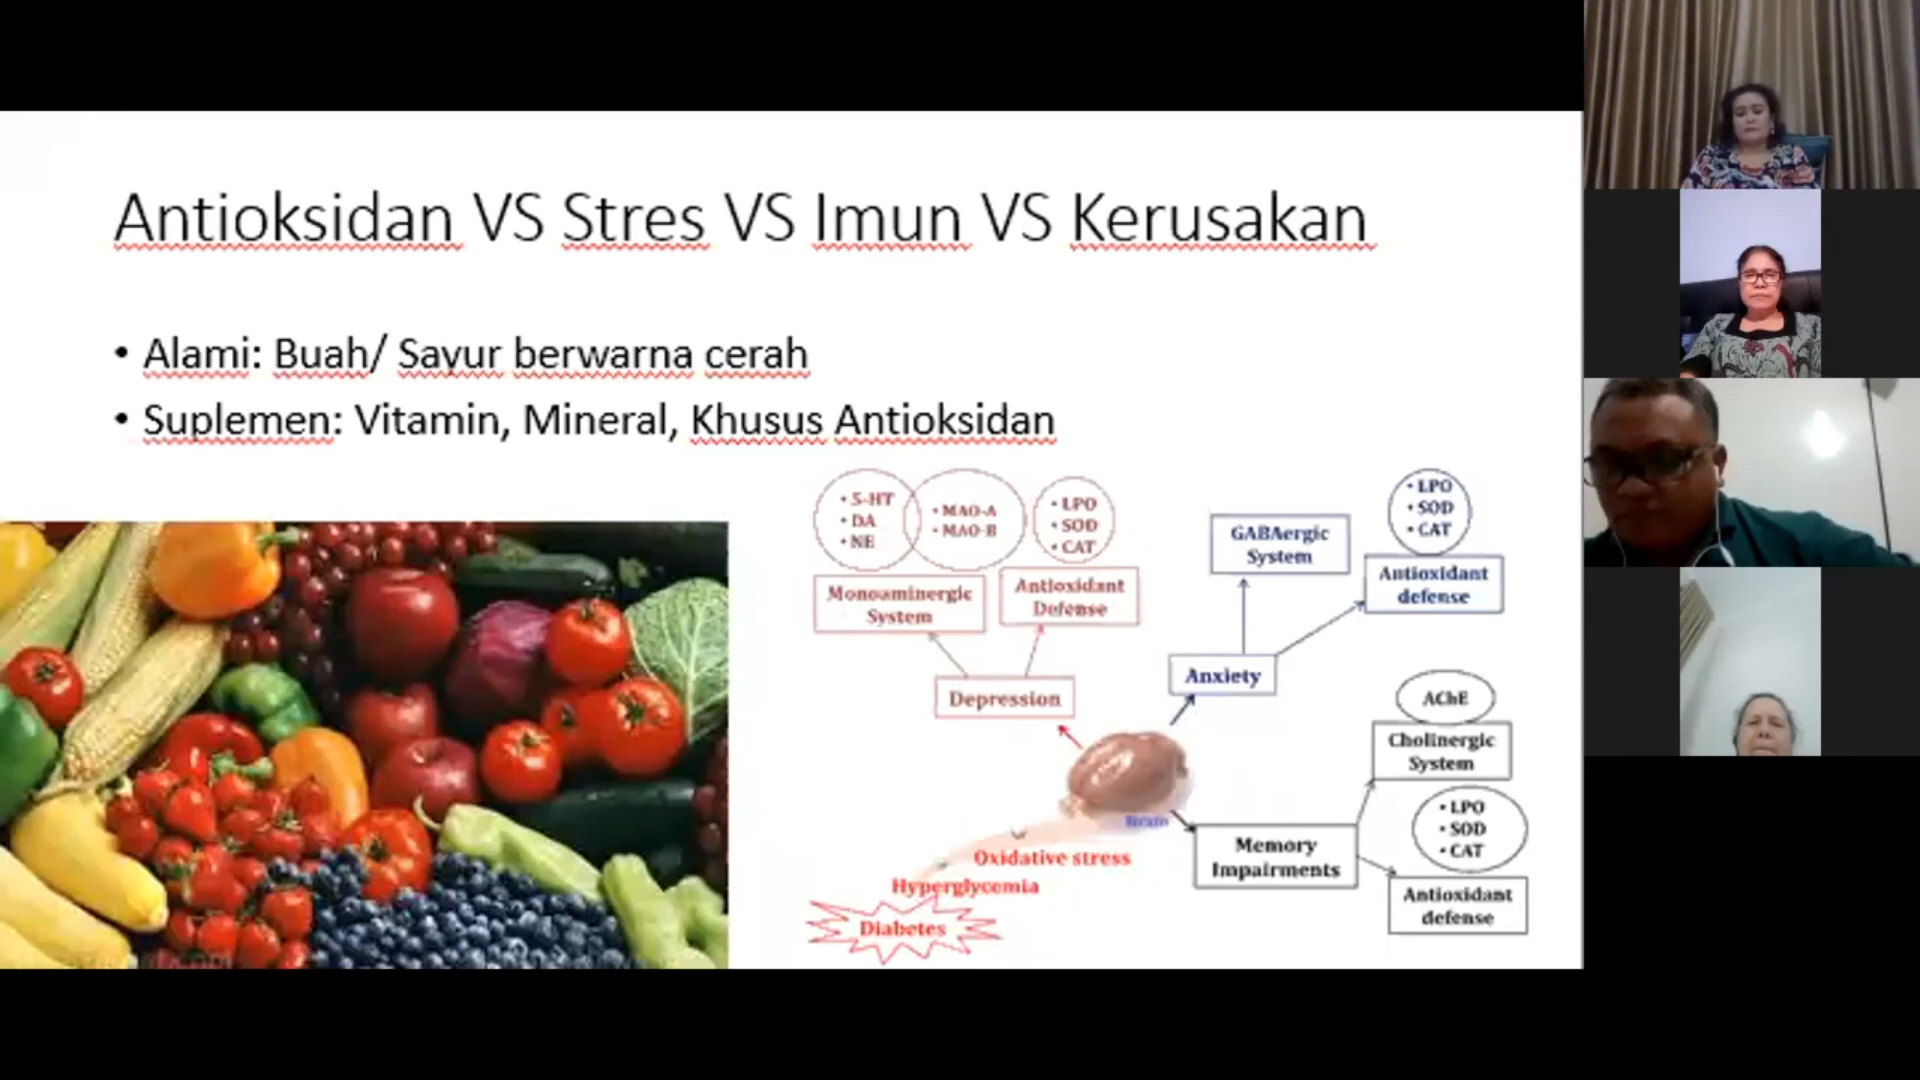 Antioksidan VS Stres VS Imun VS Kerusakan
• Alami: Buah/ Sayur berwarna cerah
• Suplemen: Vitamin, Mineral, Khusus Antioksidan
• 5-HT
• DA
• NE
• MAO-A
• MAO-B
• LPO
• SOD
• CAT
Monoaminergic
System
Antioxidant
Defense
Depression
GABAergic
System
• LPO
• SOD
• CAT
Antioxidant
defense
Anxiety
AChE
Cholinergic
System
• LPO
• SOD
• CAT
Antioxidant
defense
Memory
Impairments
Brain
Oxidative stress
Hyperglycemia
Diabetes